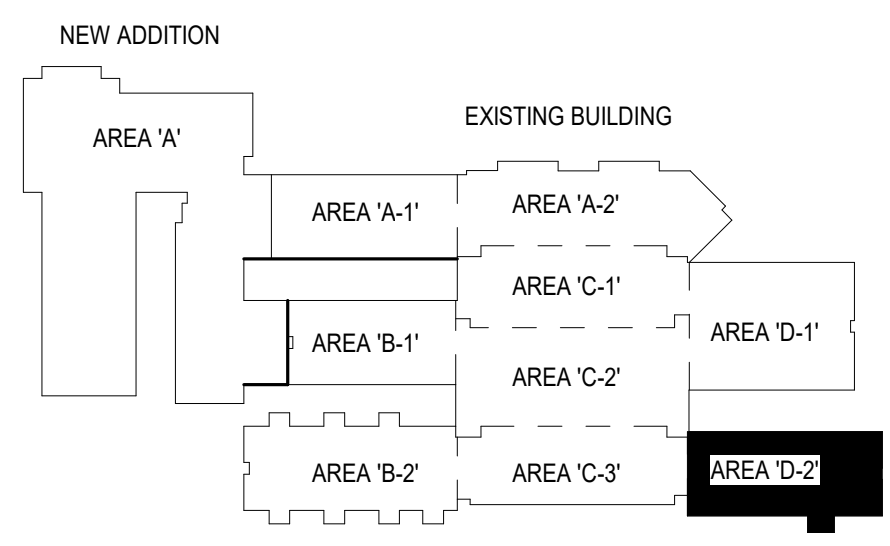 NEW ADDITION
EXISTING BUILDING
AREA 'A'
AREA 'A-1'
AREA 'A-2'
AREA 'C-1'
AREA 'B-1'
AREA 'D-1'
AREA 'C-2'
AREA 'B-2'
AREA 'C-3'
AREA 'D-2'